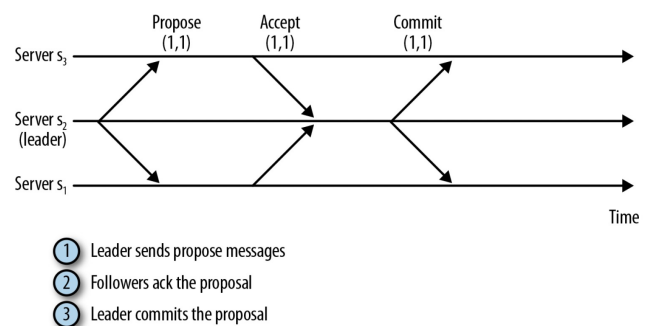 Propose
(1,1)
Accept
(1,1)
Commit
(1,1)
Server s3
Server s2
(leader)
Server s1
Time
1 Leader sends propose messages
2 Followers ack the proposal
3 Leader commits the proposal